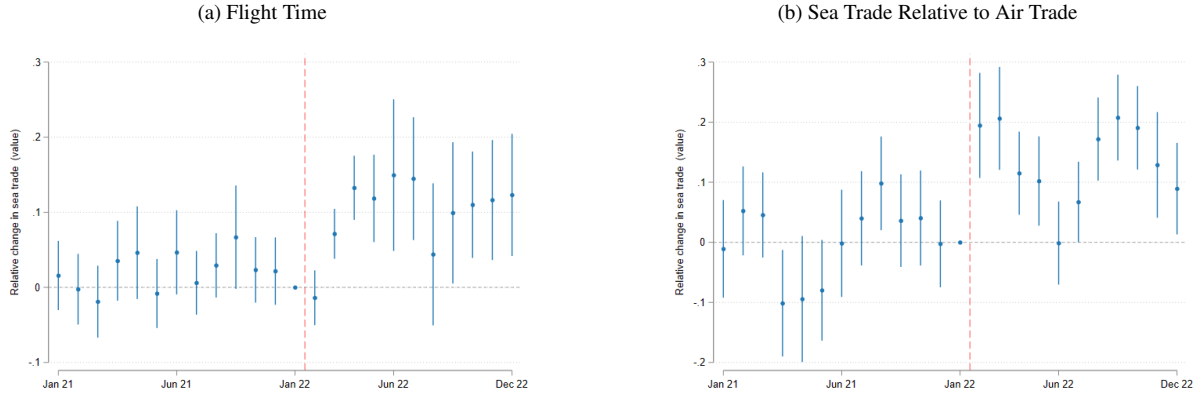 (a) Flight Time
Relative change in sea trade (value)
.3
.2
.1
0
-.1
Jan 21
Jun 21
Jan 22
Jun 22
Dec 22
(b) Sea Trade Relative to Air Trade
Relative change in sea trade (value)
.3
.2
.1
0
-.1
-.2
Jan 21
Jun 21
Jan 22
Jun 22
Dec 22